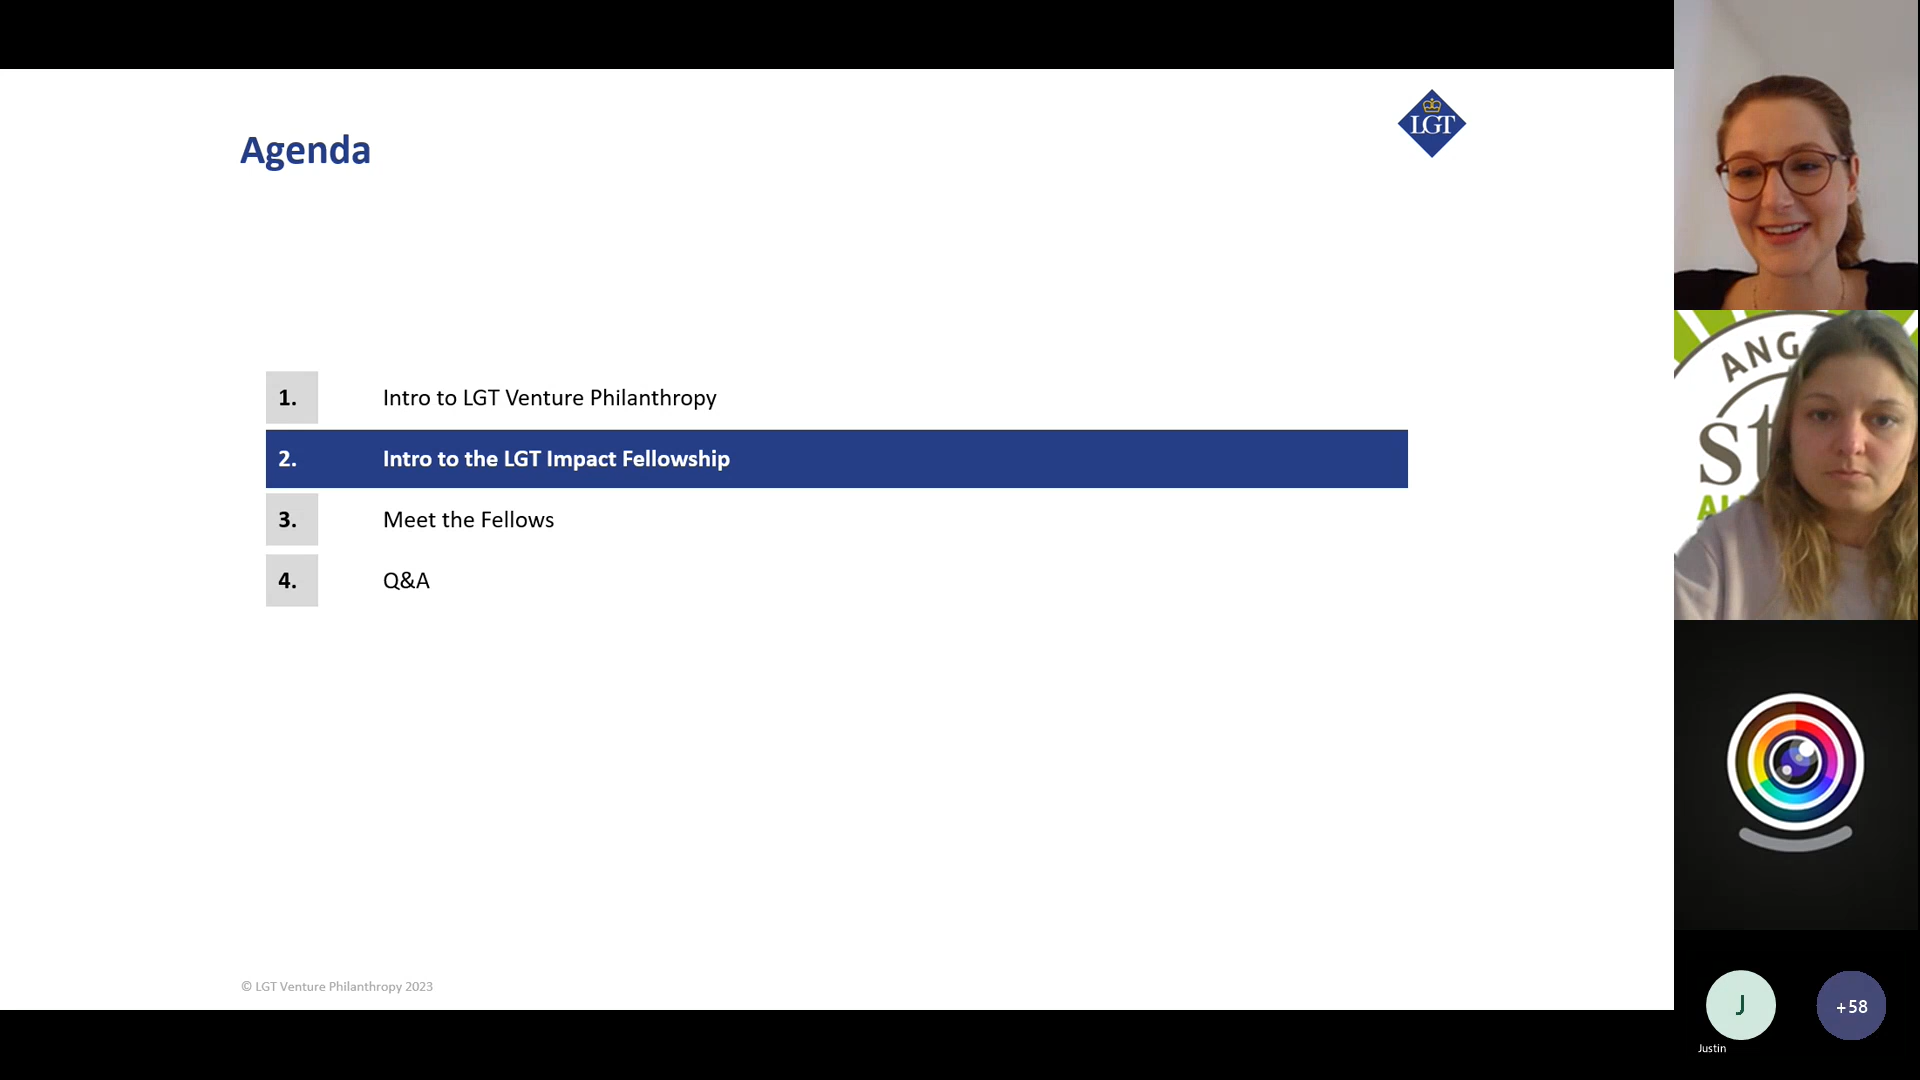 Agenda
LGT
1. Intro to LGT Venture Philanthropy
2. Intro to the LGT Impact Fellowship
3. Meet the Fellows
4. Q&A
© LGT Venture Philanthropy 2023
ANG
st
J
+58
Justin